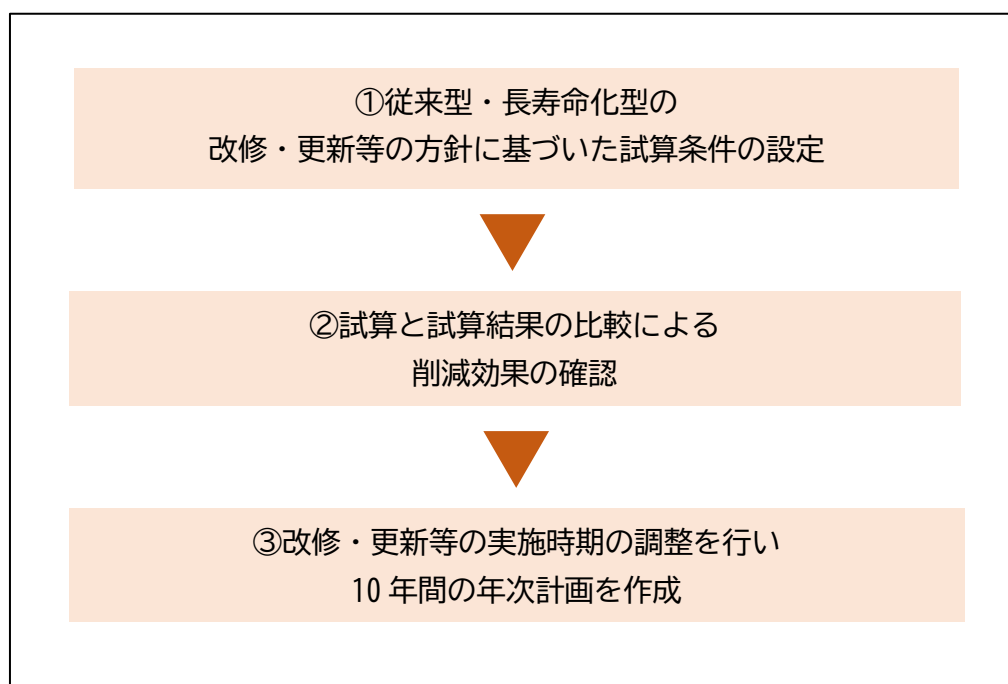 ①従来型・長寿命化型の
改修・更新等の方針に基づいた試算条件の設定
②試算と試算結果の比較による
削減効果の確認
③改修・更新等の実施時期の調整を行い
10 年間の年次計画を作成